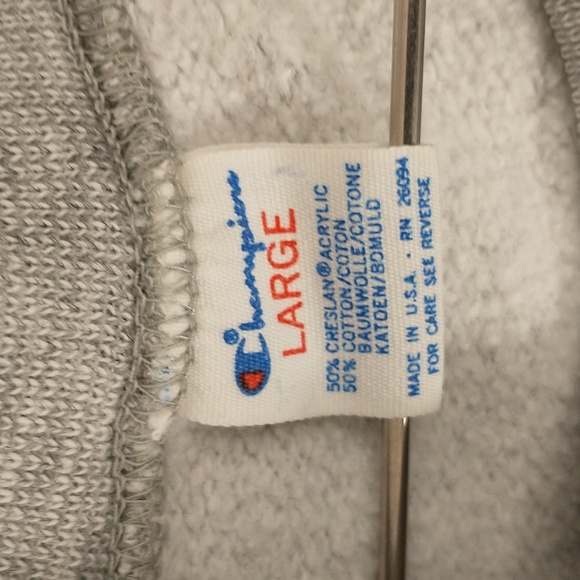 Champion®
LARGE
50% CRESLAN® ACRYLIC
50% COTTON/COTON
BAUMWOLLE/COTONE
KATOEN/BOMULD
MADE IN U.S.A. · RN 26094
FOR CARE SEE REVERSE